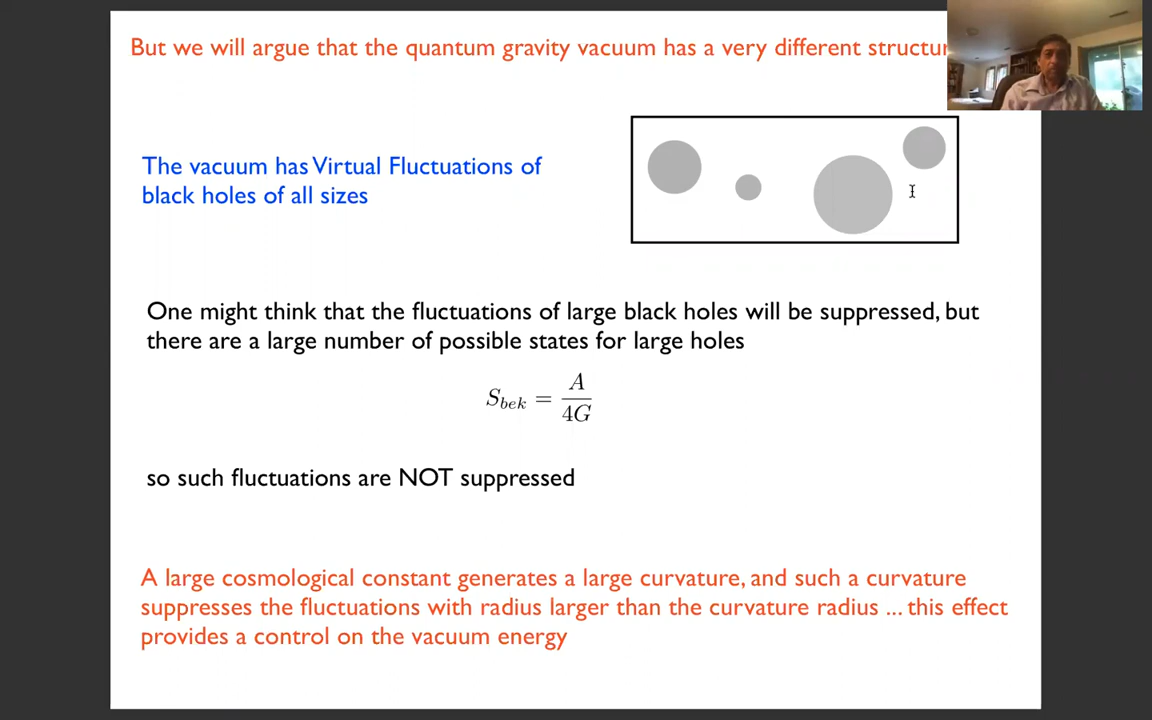 But we will argue that the quantum gravity vacuum has a very different
The vacuum has Virtual Fluctuations of
black holes of all sizes
One might think that the fluctuations of large black holes will be suppressed, but
there are a large number of possible states for large holes
S_{bek} = \frac{A}{4G}
so such fluctuations are NOT suppressed
A large cosmological constant generates a large curvature, and such a curvature
suppresses the fluctuations with radius larger than the curvature radius ... this effect
provides a control on the vacuum energy